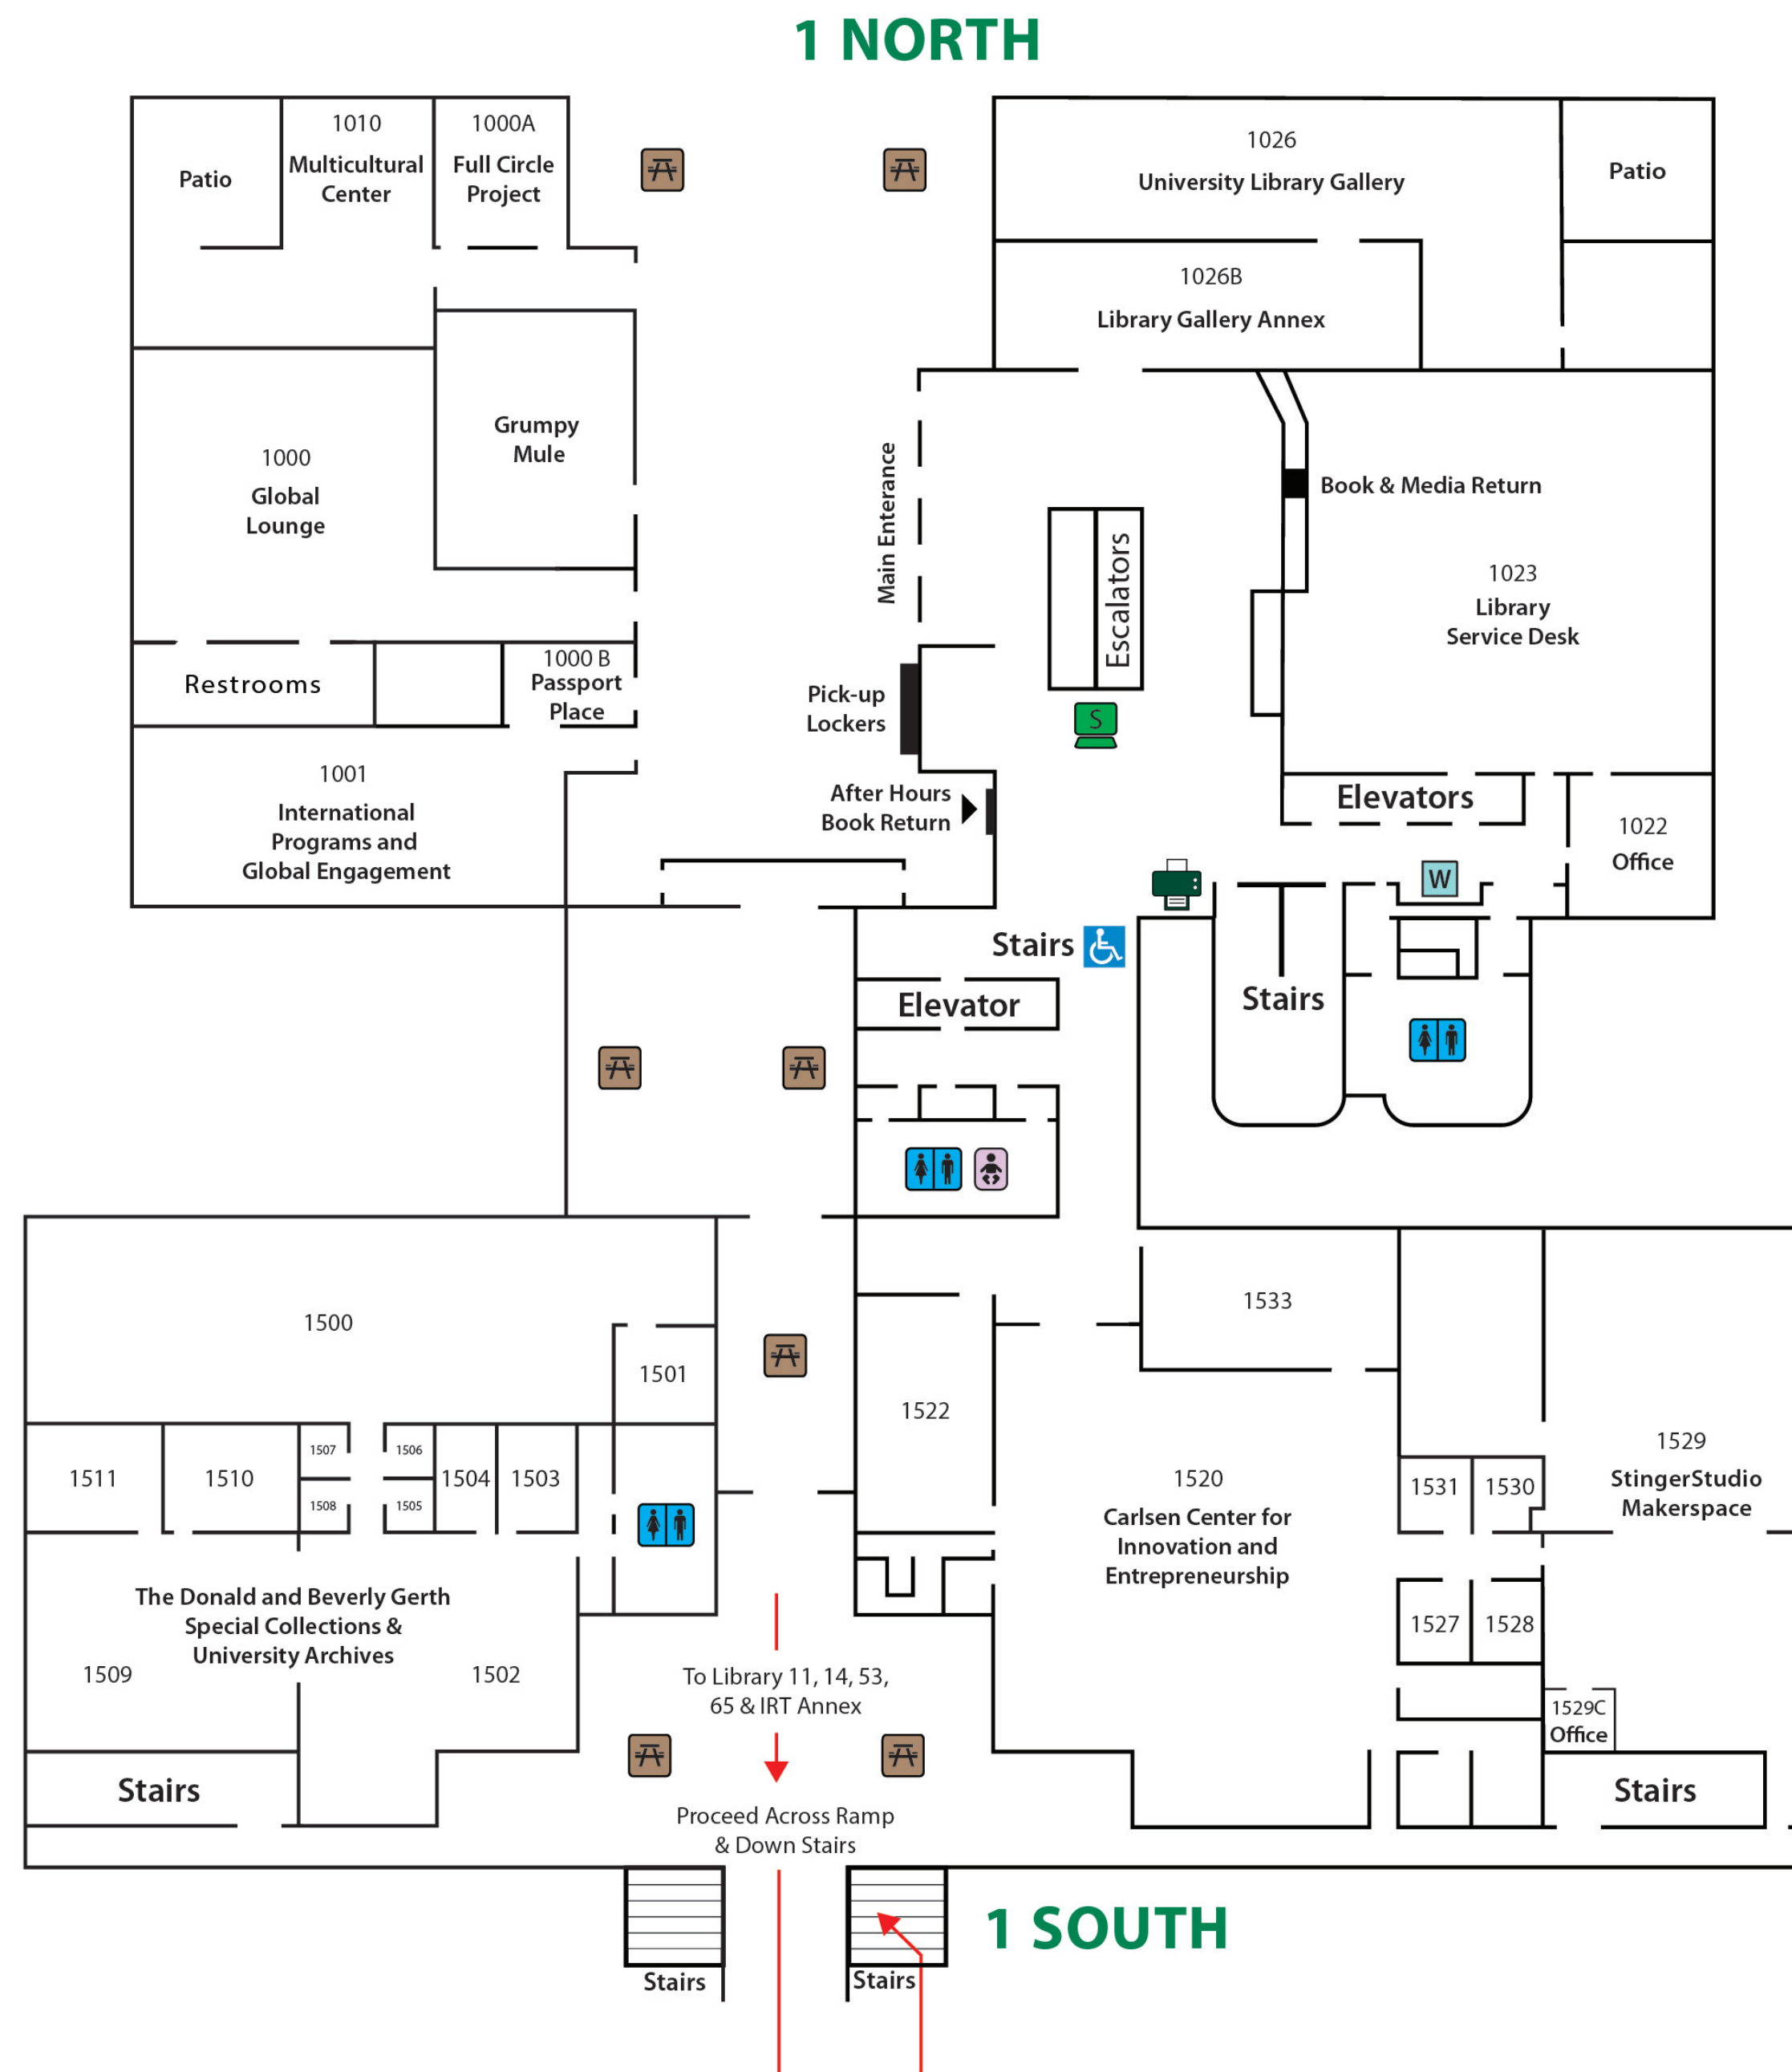 1 NORTH
Patio
1010
Multicultural
Center
1000A
Full Circle
Project
1026
University Library Gallery
Patio
1026B
Library Gallery Annex
Grumpy
Mule
1000
Global
Lounge
Main Enterance
Escalators
Book & Media Return
1023
Library
Service Desk
Restrooms
1000 B
Passport
Place
Pick-up
Lockers
S
1001
International
Programs and
Global Engagement
After Hours
Book Return
Elevators
1022
Office
W
Stairs
Stairs
Elevator
1500
1501
1533
1522
1511
1510
1507
1508
1506
1505
1504
1503
1520
Carlsen Center for
Innovation and
Entrepreneurship
1531
1530
1529
StingerStudio
Makerspace
The Donald and Beverly Gerth
Special Collections &
University Archives
1509
1502
1527
1528
To Library 11, 14, 53,
65 & IRT Annex
1529C
Office
Stairs
Stairs
Proceed Across Ramp
& Down Stairs
1 SOUTH
Stairs
Stairs